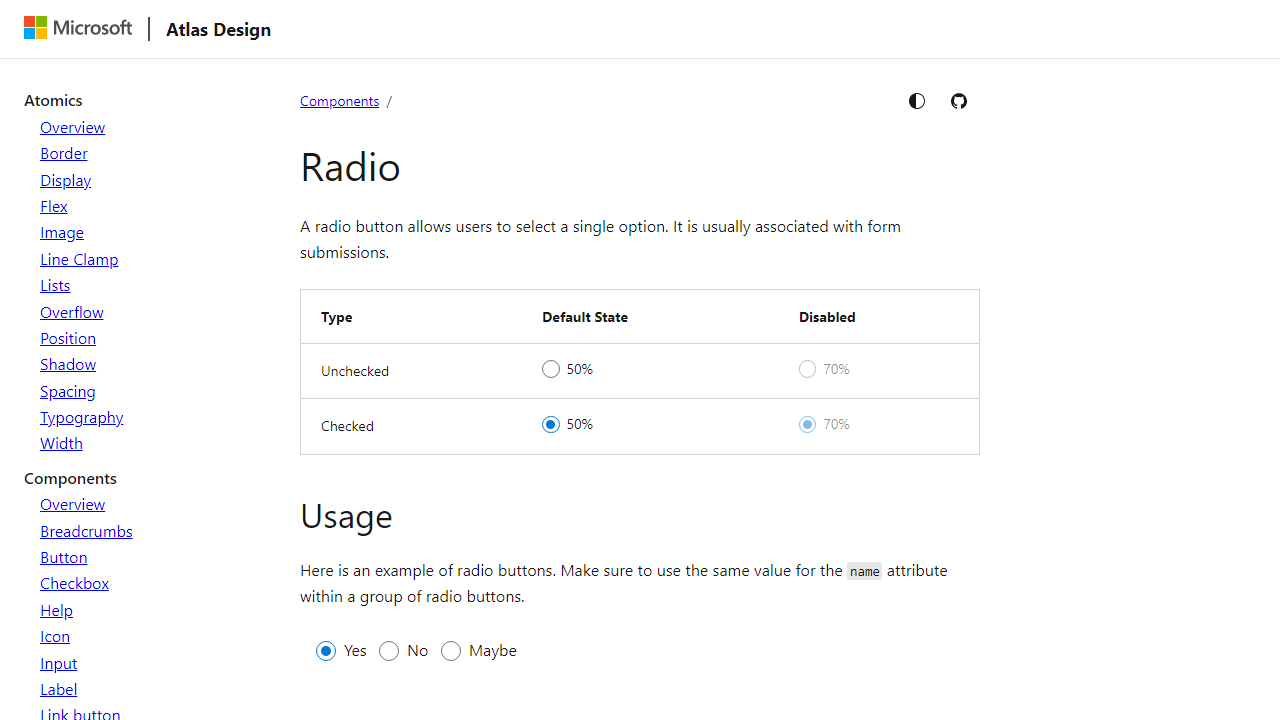 Microsoft
Atlas Design
Atomics
Overview
Border
Display
Flex
Image
Line Clamp
Lists
Overflow
Position
Shadow
Spacing
Typography
Width
Components
Overview
Breadcrumbs
Button
Checkbox
Help
Icon
Input
Label
Link button
Components /
Radio
A radio button allows users to select a single option. It is usually associated with form
submissions.
Type Default State Disabled
Unchecked 50% 70%
Checked 50% 70%
Usage
Here is an example of radio buttons. Make sure to use the same value for the name attribute
within a group of radio buttons.
Yes No Maybe